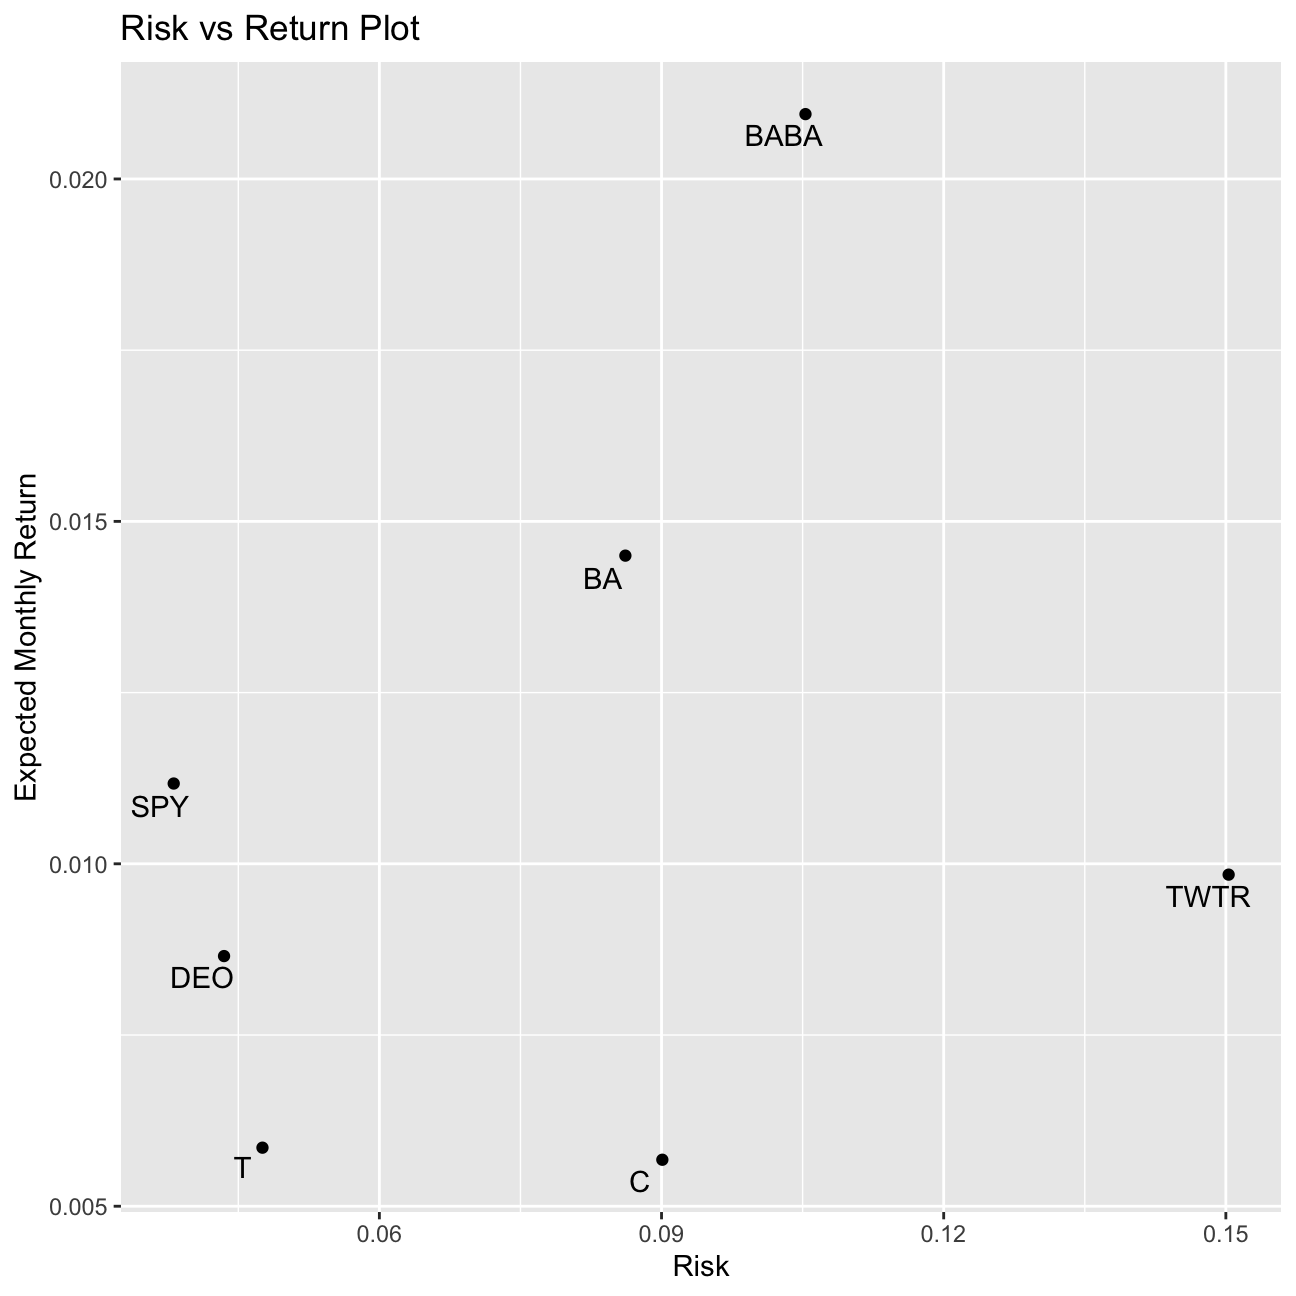 Risk vs Return Plot
BABA
0.020
Expected Monthly Return
0.015
BA
SPY
0.010
TWTR
DEO
T
C
0.005
0.06
0.09
0.12
0.15
Risk